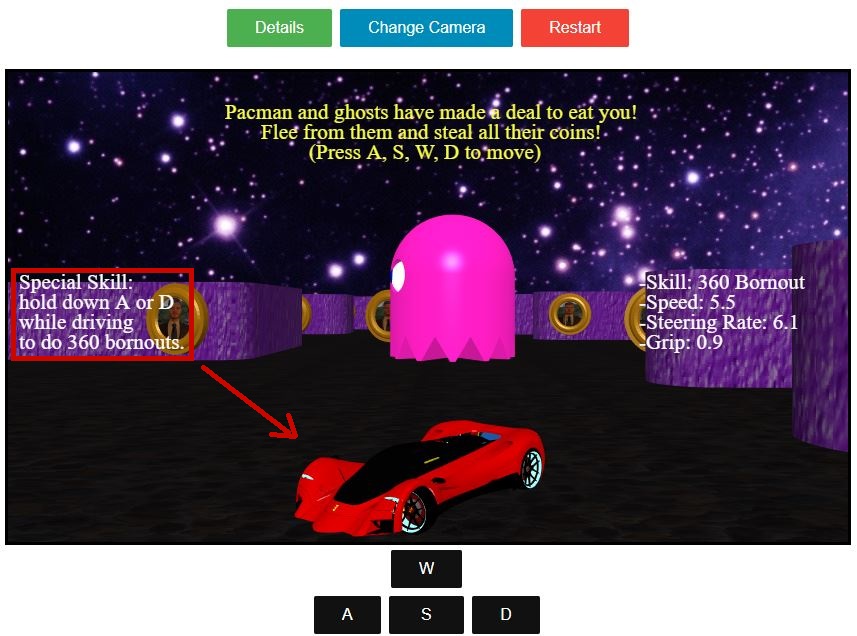 Details Change Camera Restart
Pacman and ghosts have made a deal to eat you!
Flee from them and steal all their coins!
(Press A, S, W, D to move)
Special Skill:
hold down A or D
while driving
to do 360 bornouts.
-Skill: 360 Bornout
-Speed: 5.5
-Steering Rate: 6.1
-Grip: 0.9
W
A S D